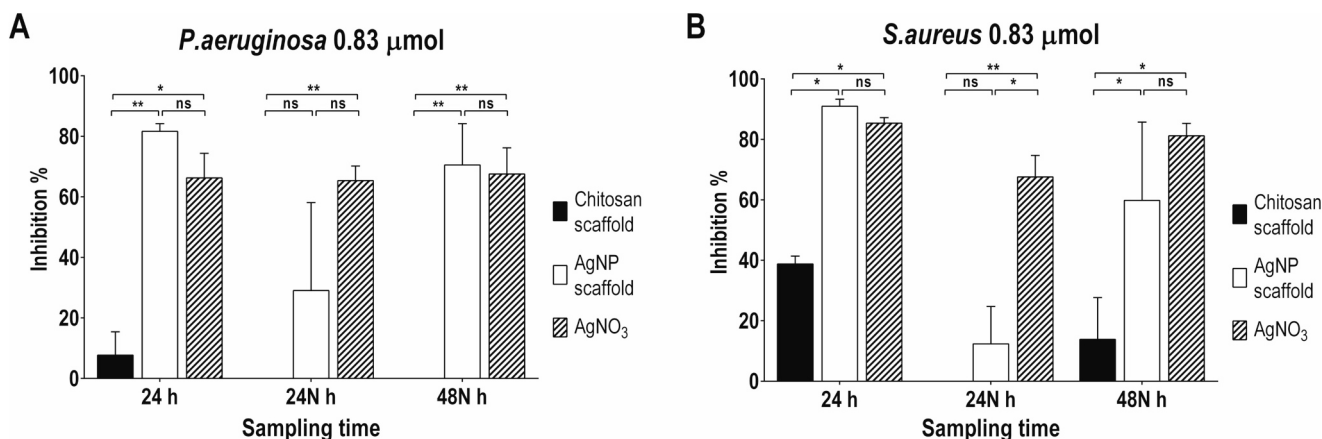 A
P.aeruginosa 0.83 μmol
Inhibition %
100
80
60
40
20
0
*
** ns
**
ns ns
**
** ns
24 h
24N h
48N h
Sampling time
Chitosan
scaffold
AgNP
scaffold
AgNO3
B
S.aureus 0.83 μmol
Inhibition %
100
80
60
40
20
0
*
* ns
**
ns *
*
* ns
24 h
24N h
48N h
Sampling time
Chitosan
scaffold
AgNP
scaffold
AgNO3